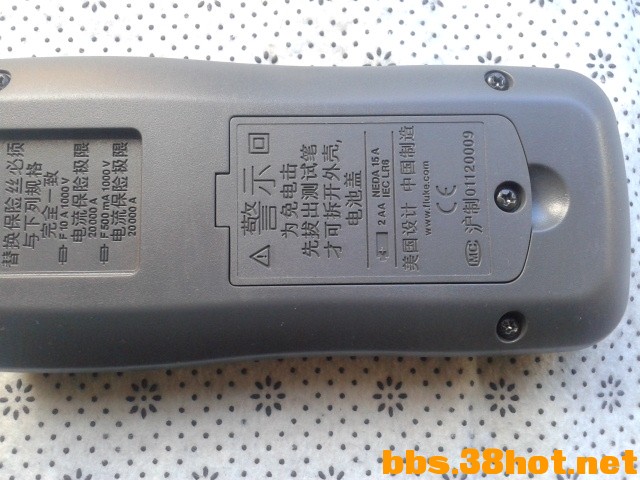 替换保险丝必须
与下列规格
完全一致
F 10 A 1000 V
电流保险极限
20000 A
F 500 mA 1000 V
电流保险极限
20000 A
警示
为免电击
先拔出测试笔
才可拆开外壳,
电池盖
2 AA NEDA 15 A
IEC LR6
美国设计 中国制造
www.fluke.com
CE
MC 沪制01120009
bbs.38hot.net